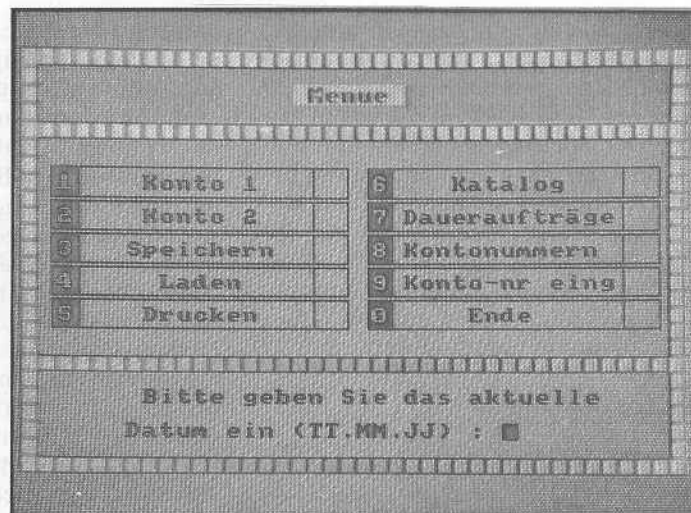 Menue
1 Konto 1
2 Konto 2
3 Speichern
4 Laden
5 Drucken
6 Katalog
7 Daueraufträge
8 Kontonummern
9 Konto-nr eing
0 Ende
Bitte geben Sie das aktuelle
Datum ein (TT.MM.JJ) :